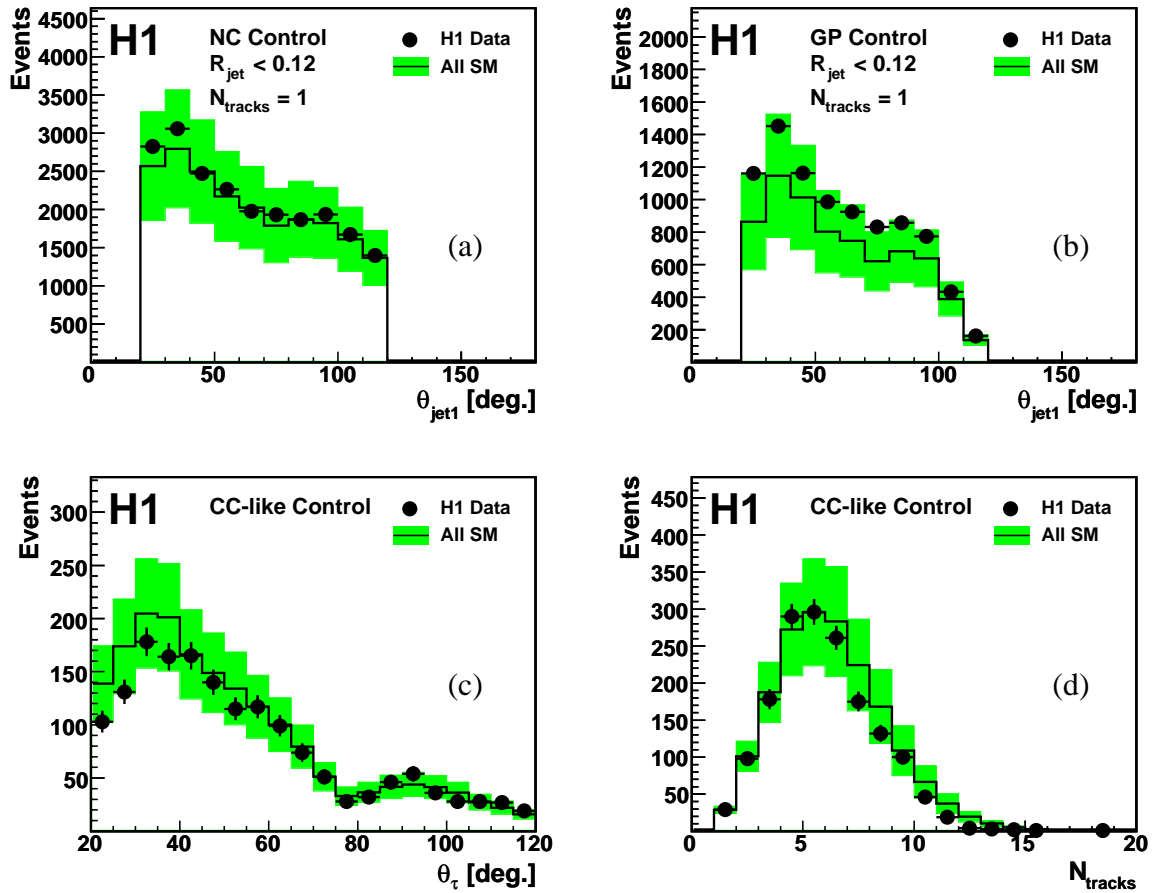 H1 NC Control H1 Data
R_jet < 0.12 All SM
N_tracks = 1
Events
4500
4000
3500
3000
2500
2000
1500
1000
500
0 50 100 150
θ_jet1 [deg.]
(a)
H1 GP Control H1 Data
R_jet < 0.12 All SM
N_tracks = 1
Events
2000
1800
1600
1400
1200
1000
800
600
400
200
0 50 100 150
θ_jet1 [deg.]
(b)
H1 CC-like Control H1 Data
All SM
Events
300
250
200
150
100
50
20 40 60 80 100 120
θ_τ [deg.]
(c)
H1 CC-like Control H1 Data
All SM
Events
450
400
350
300
250
200
150
100
50
0 5 10 15 20
N_tracks
(d)